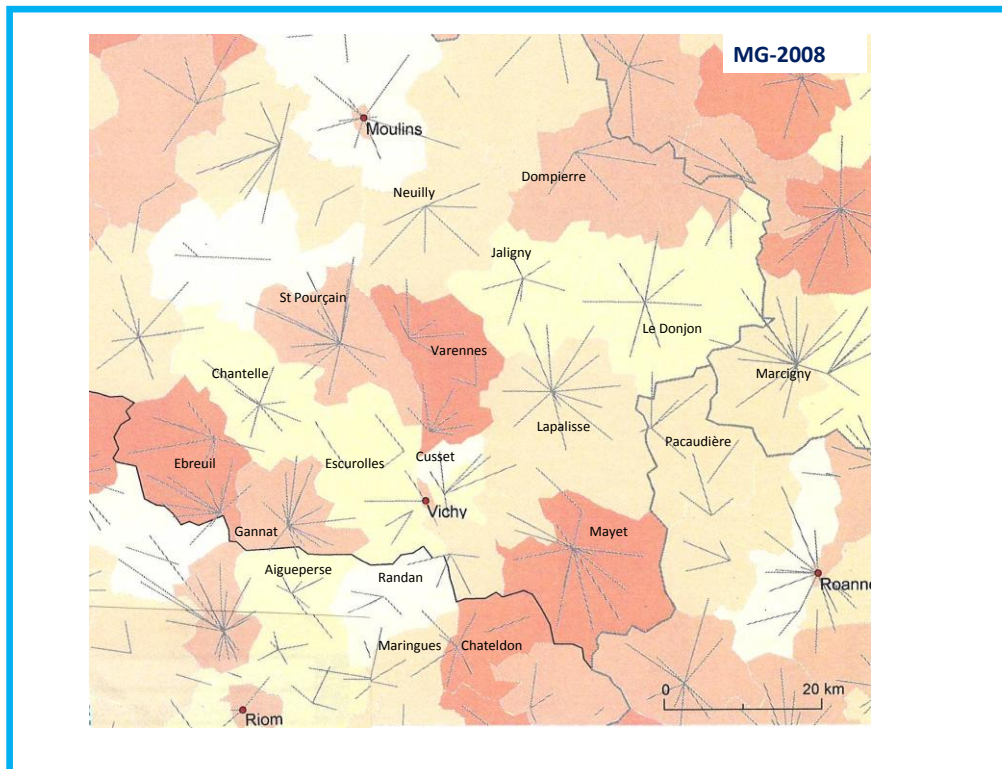 MG-2008
Moulins
Dompierre
Neuilly
Jaligny
St Pourçain
Le Donjon
Varennes
Chantelle
Marcigny
Lapalisse
Pacaudière
Cusset
Ebreuil
Escurolles
Vichy
Gannat
Mayet
Aigueperse
Randan
Roanne
Maringues
Chateldon
0
20 km
Riom